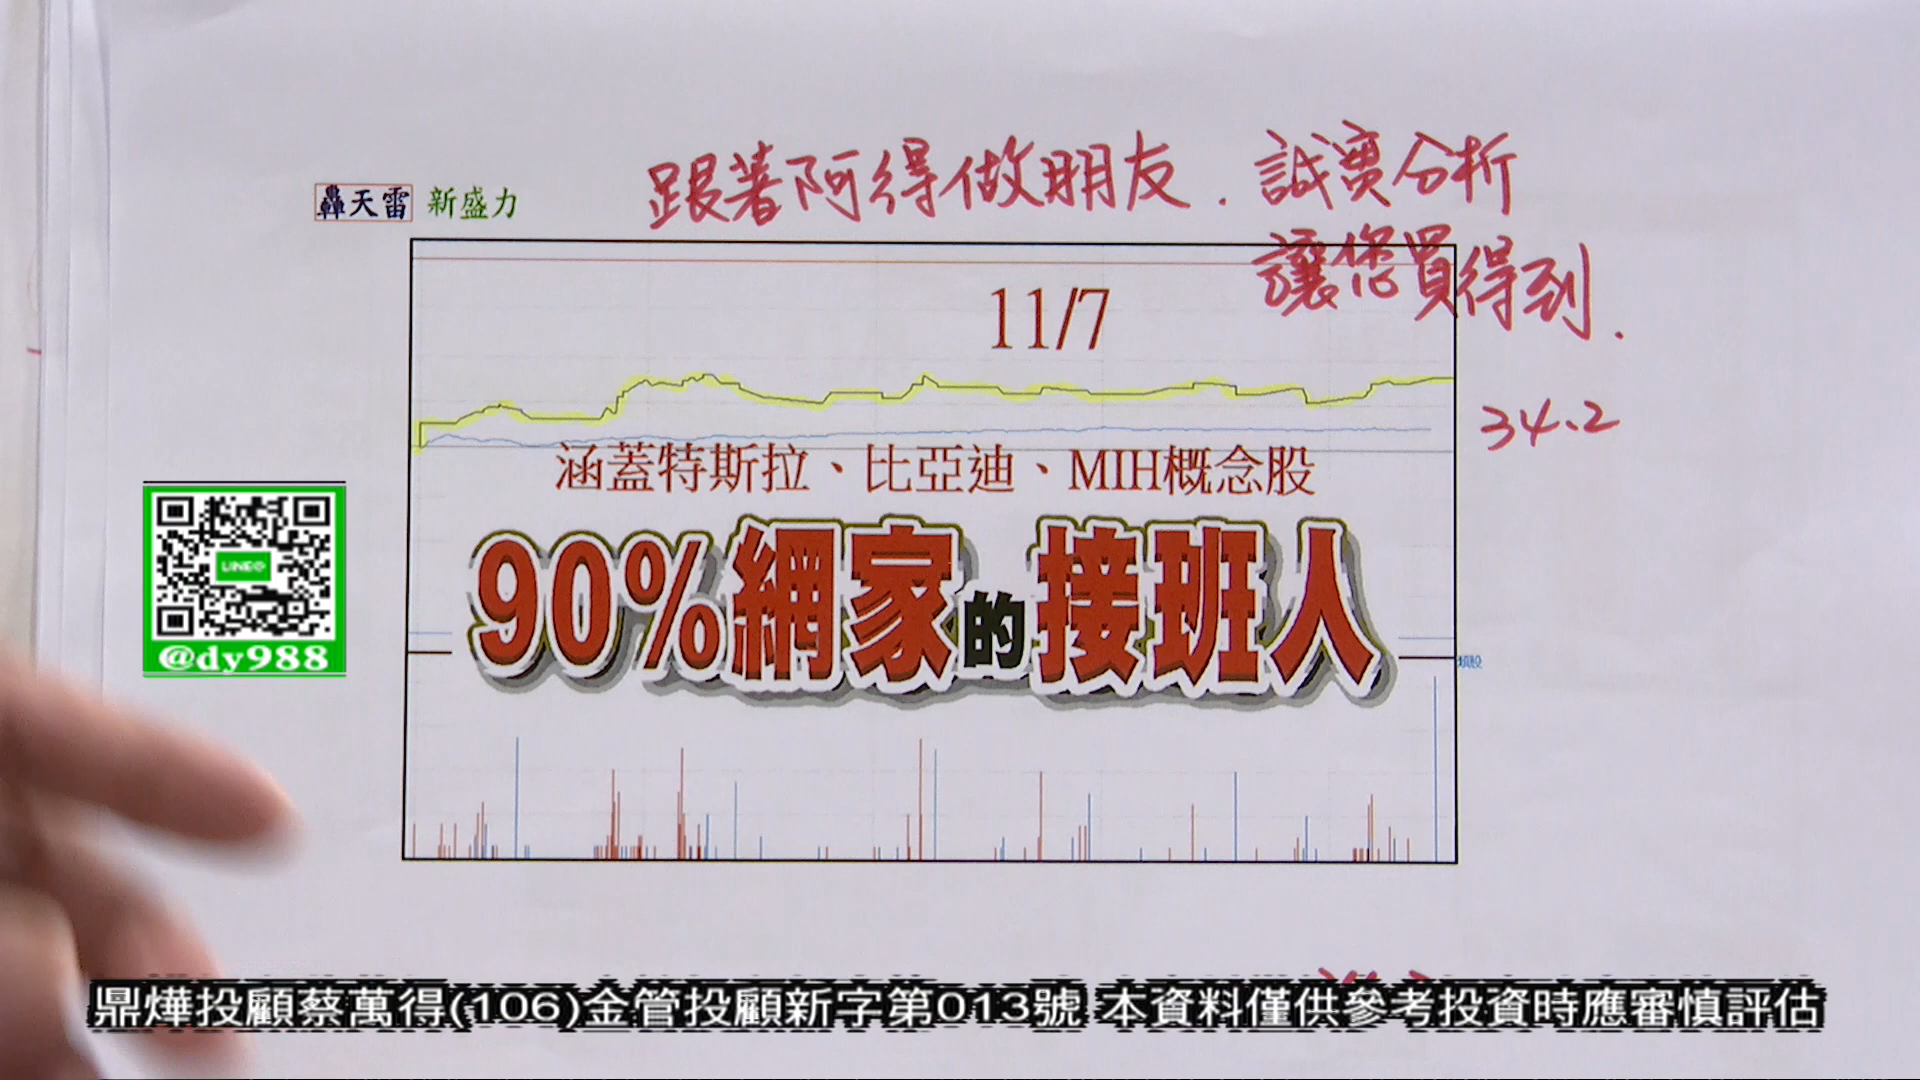 轟天雷 新盛力
跟著阿得做朋友．誠實分析
讓您買得到．
11/7
34.2
涵蓋特斯拉、比亞迪、MIH概念股
90%網家的接班人
LINE@
@dy988
鼎燁投顧蔡萬得(106)金管投顧新字第013號 本資料僅供參考投資時應審慎評估